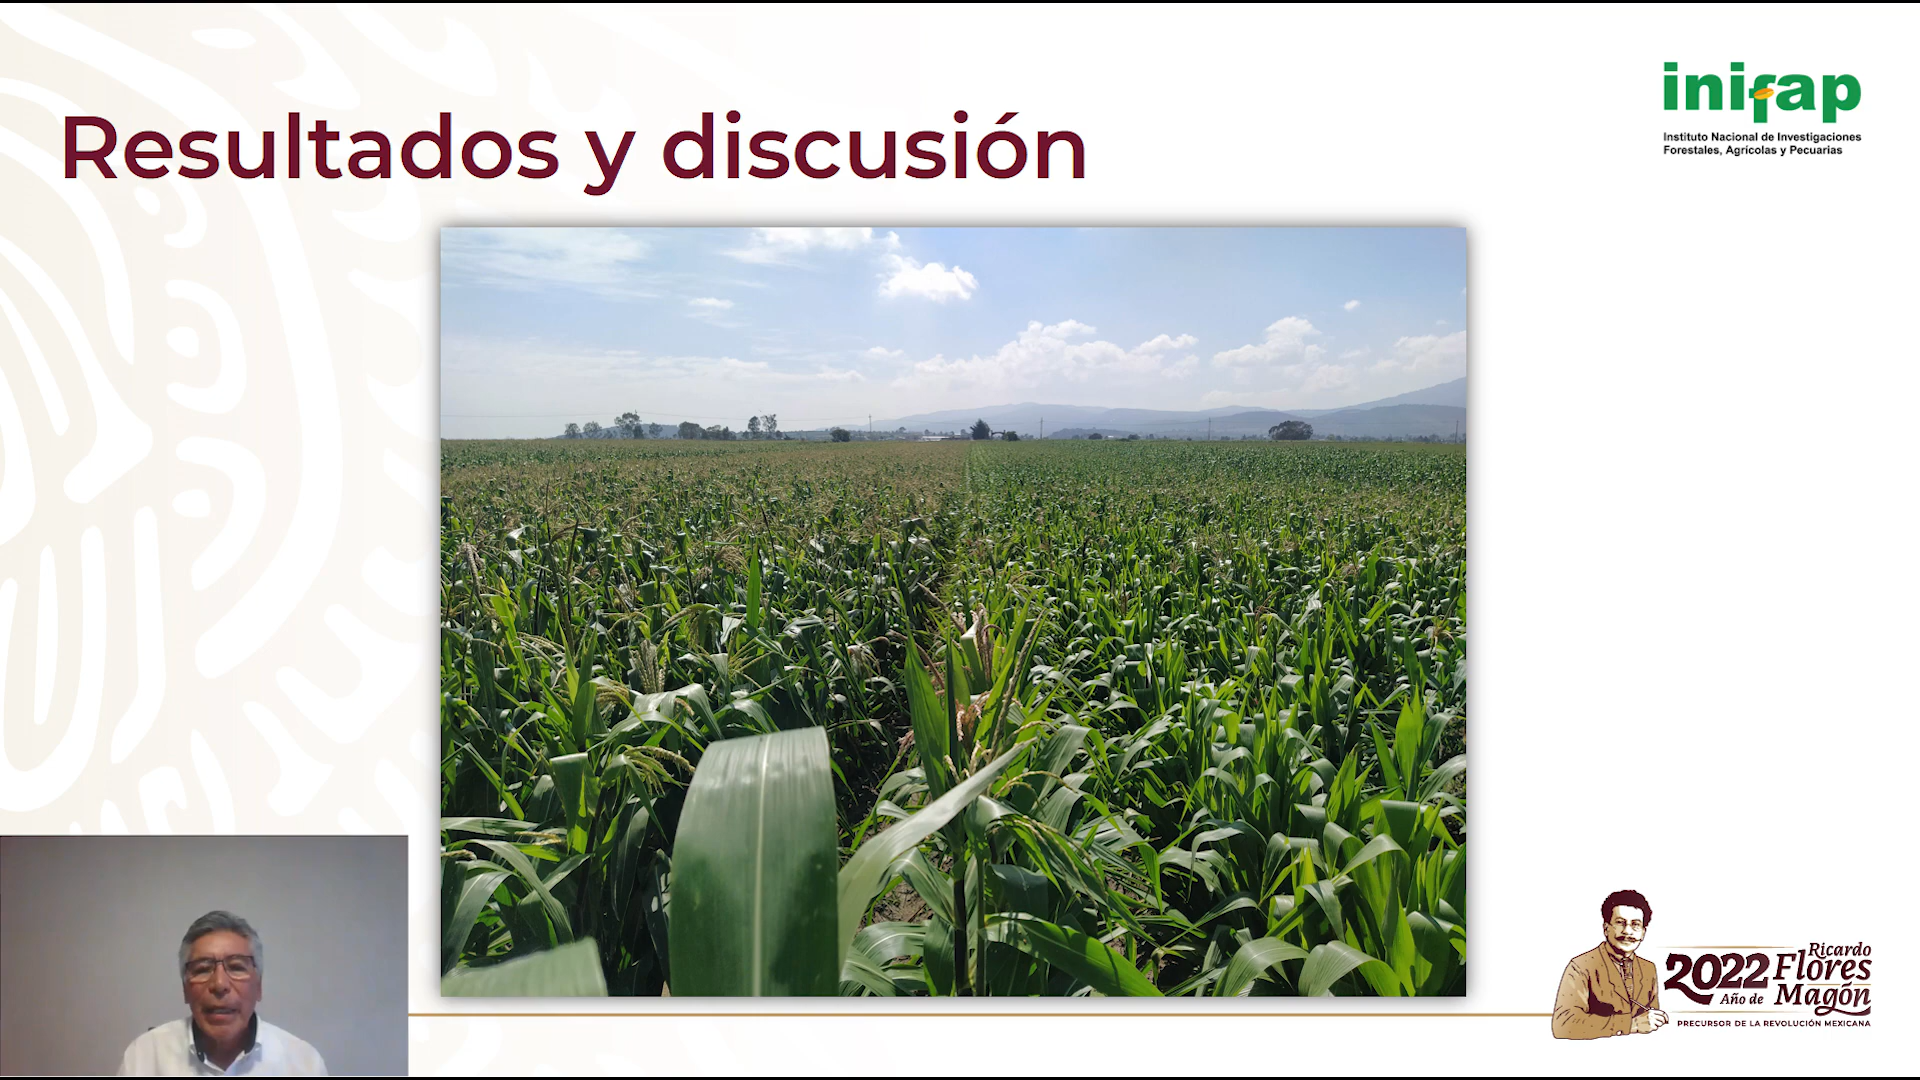 Resultados y discusión
inifap
Instituto Nacional de Investigaciones
Forestales, Agrícolas y Pecuarias
2022
Año de
Ricardo
Flores
Magón
PRECURSOR DE LA REVOLUCIÓN MEXICANA